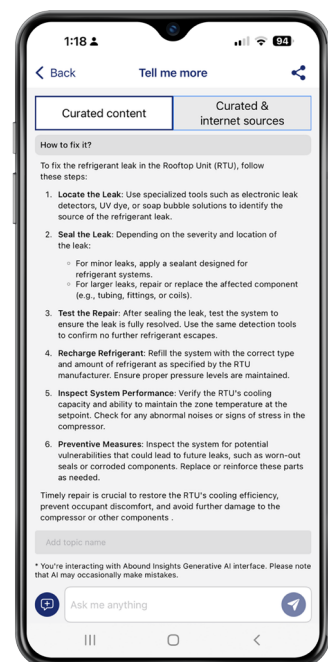 1:18
94
Back
Tell me more
Curated content
Curated &
internet sources
How to fix it?
To fix the refrigerant leak in the Rooftop Unit (RTU), follow
these steps:
1. Locate the Leak: Use specialized tools such as electronic leak
detectors, UV dye, or soap bubble solutions to identify the
source of the refrigerant leak.
2. Seal the Leak: Depending on the severity and location of
the leak:
◦ For minor leaks, apply a sealant designed for
refrigerant systems.
◦ For larger leaks, repair or replace the affected component
(e.g., tubing, fittings, or coils).
3. Test the Repair: After sealing the leak, test the system to
ensure the leak is fully resolved. Use the same detection tools
to confirm no further refrigerant escapes.
4. Recharge Refrigerant: Refill the system with the correct type
and amount of refrigerant as specified by the RTU
manufacturer. Ensure proper pressure levels are maintained.
5. Inspect System Performance: Verify the RTU's cooling
capacity and ability to maintain the zone temperature at the
setpoint. Check for any abnormal noises or signs of stress in the
compressor.
6. Preventive Measures: Inspect the system for potential
vulnerabilities that could lead to future leaks, such as worn-out
seals or corroded components. Replace or reinforce these parts
as needed.
Timely repair is crucial to restore the RTU's cooling efficiency,
prevent occupant discomfort, and avoid further damage to the
compressor or other components .
Add topic name
* You're interacting with Abound Insights Generative AI interface. Please note
that AI may occasionally make mistakes.
Ask me anything